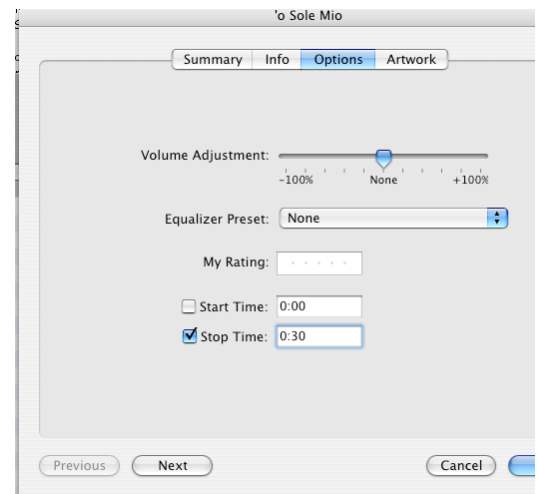 'o Sole Mio
Summary Info Options Artwork
Volume Adjustment:
-100% None +100%
Equalizer Preset: None
My Rating:
Start Time: 0:00
Stop Time: 0:30
Previous Next Cancel